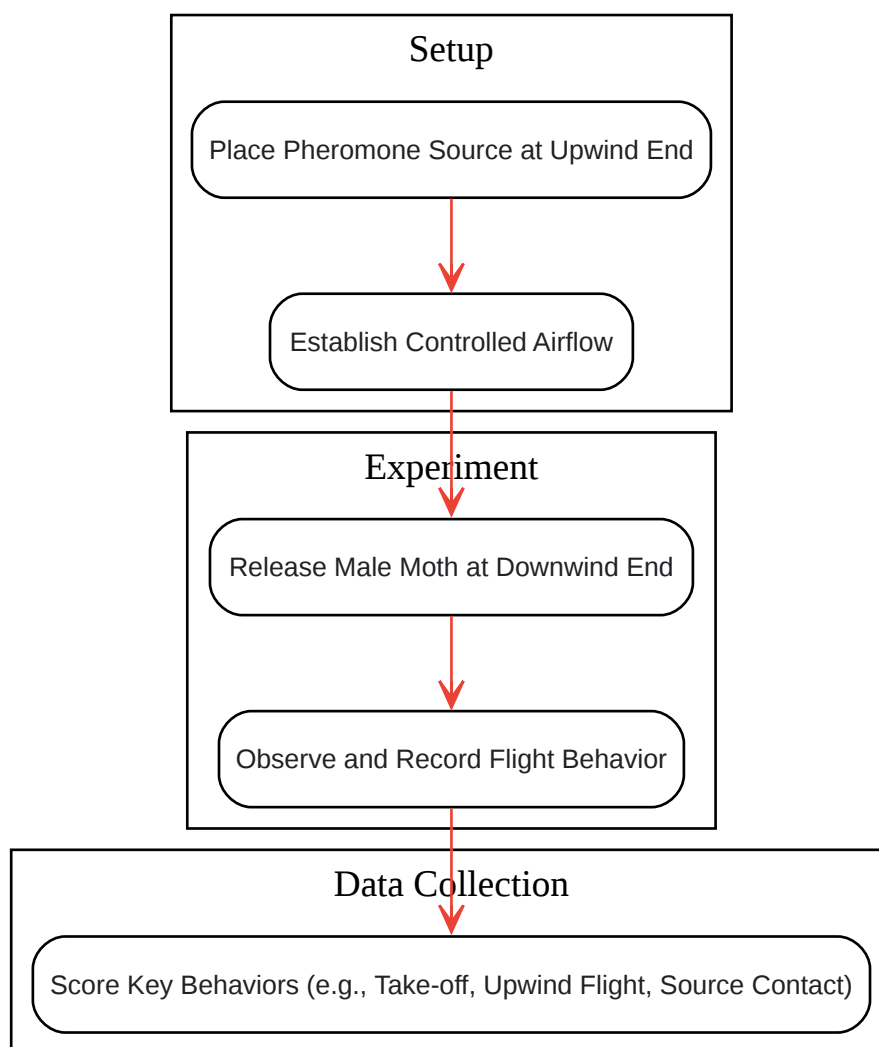 Setup
Place Pheromone Source at Upwind End
Establish Controlled Airflow
Experiment
Release Male Moth at Downwind End
Observe and Record Flight Behavior
Data Collection
Score Key Behaviors (e.g., Take-off, Upwind Flight, Source Contact)